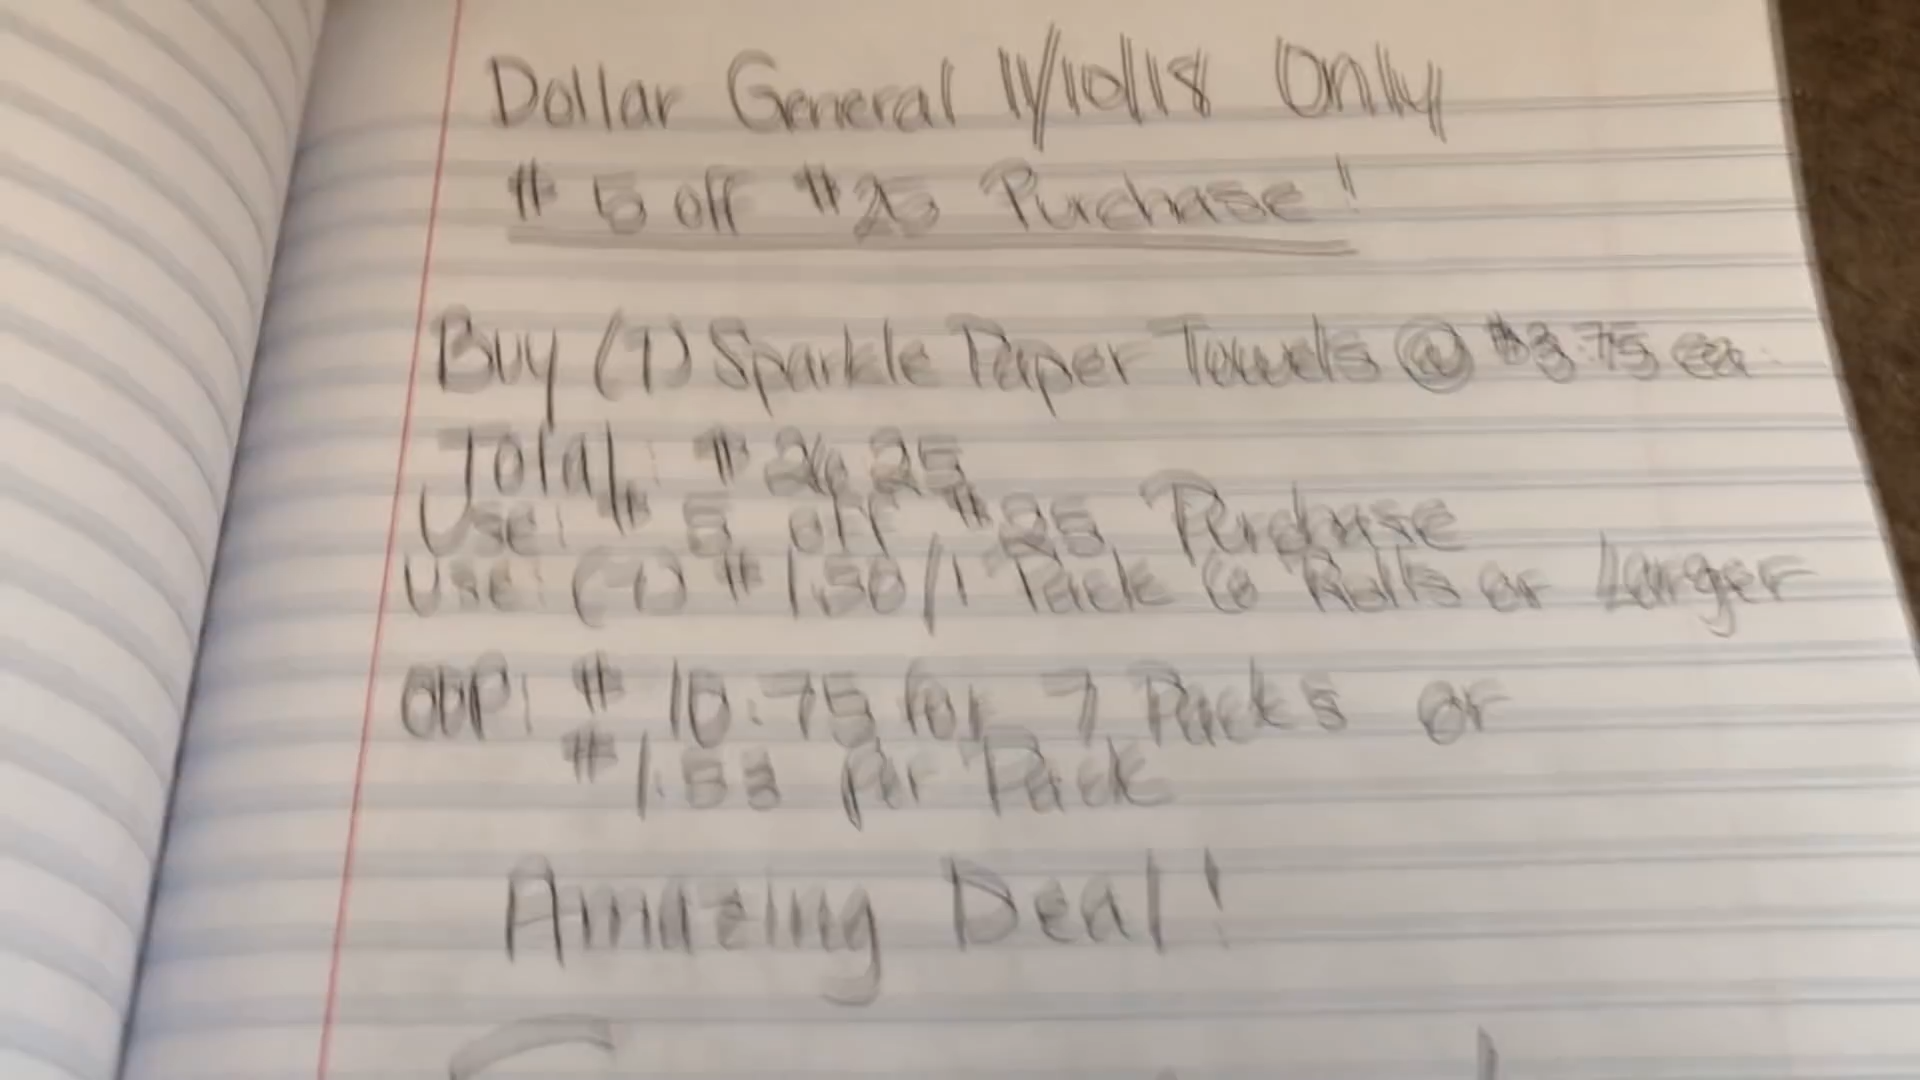 Dollar General 11/10/18 Only
$5 off $25 Purchase!
Buy (7) Sparkle Paper Towels @ $3.75 ea.
Total: $26.25
Use: $5 off $25 Purchase
Use: (7) $1.50/1 Pack 6 Rolls or Larger
OOP: $10.75 for 7 Packs or
$1.53 Per Pack
Amazing Deal!